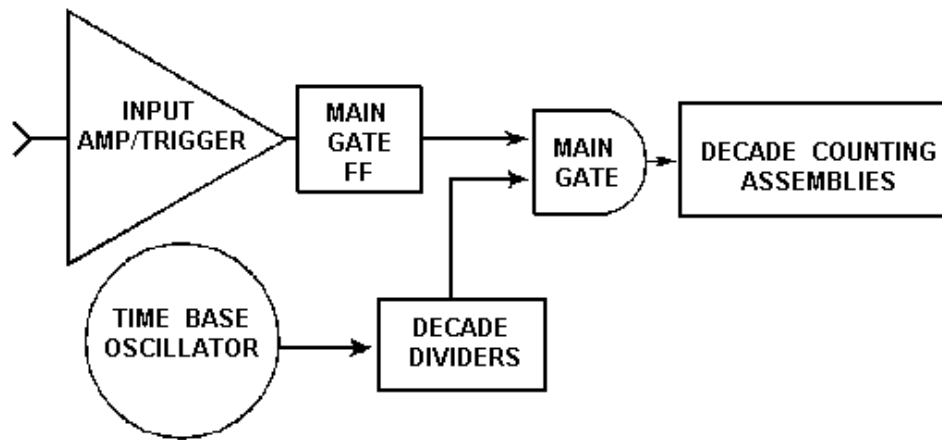 INPUT
AMP/TRIGGER
MAIN
GATE
FF
MAIN
GATE
DECADE COUNTING
ASSEMBLIES
TIME BASE
OSCILLATOR
DECADE
DIVIDERS